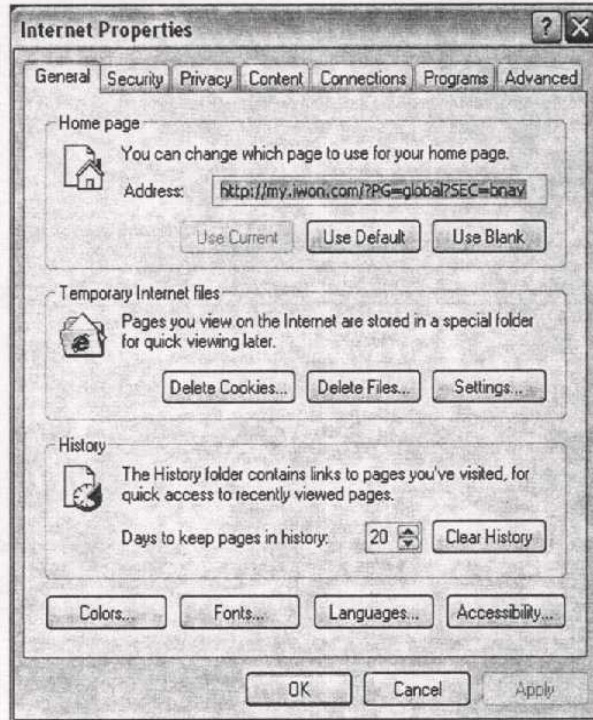 Internet Properties
General Security Privacy Content Connections Programs Advanced
Home page
You can change which page to use for your home page.
Address: http://my.iwon.com/?PG=global?SEC=bnav
Use Current Use Default Use Blank
Temporary Internet files
Pages you view on the Internet are stored in a special folder
for quick viewing later.
Delete Cookies... Delete Files... Settings...
History
The History folder contains links to pages you've visited, for
quick access to recently viewed pages.
Days to keep pages in history: 20 Clear History
Colors... Fonts... Languages... Accessibility...
OK Cancel Apply